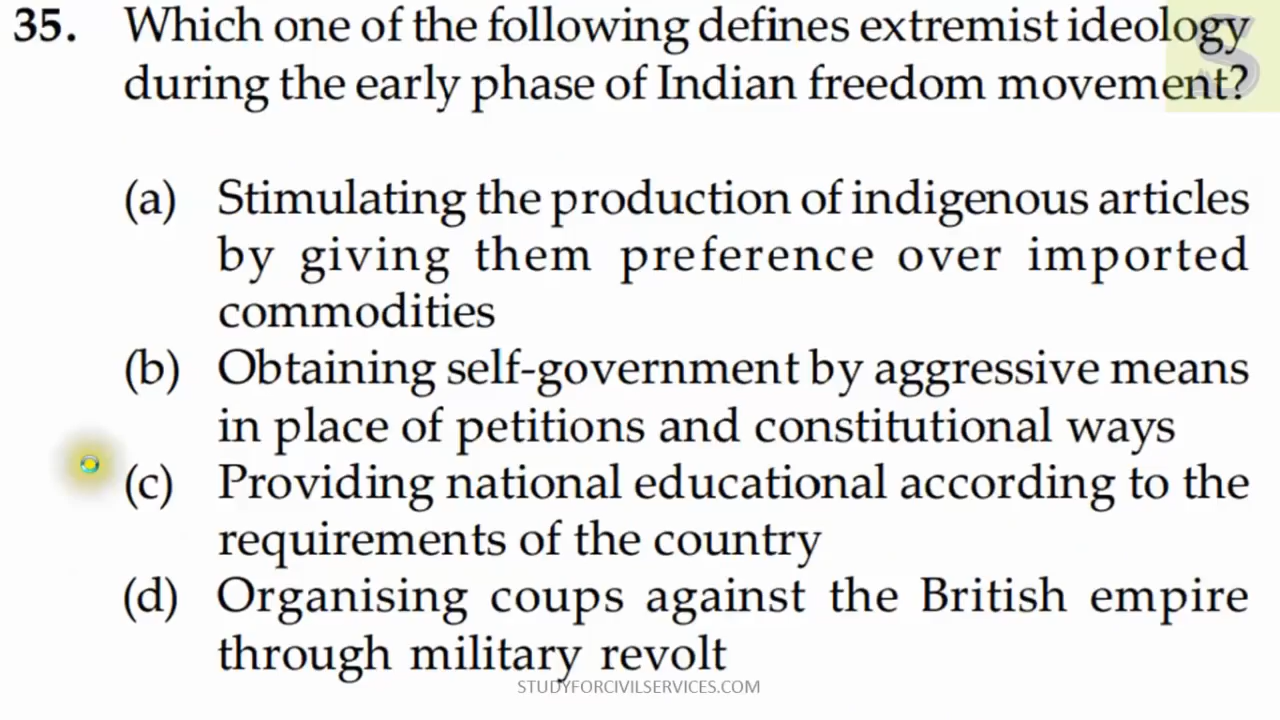 35. Which one of the following defines extremist ideology
during the early phase of Indian freedom movement?
(a) Stimulating the production of indigenous articles
by giving them preference over imported
commodities
(b) Obtaining self-government by aggressive means
in place of petitions and constitutional ways
(c) Providing national educational according to the
requirements of the country
(d) Organising coups against the British empire
through military revolt
STUDYFORCIVILSERVICES.COM